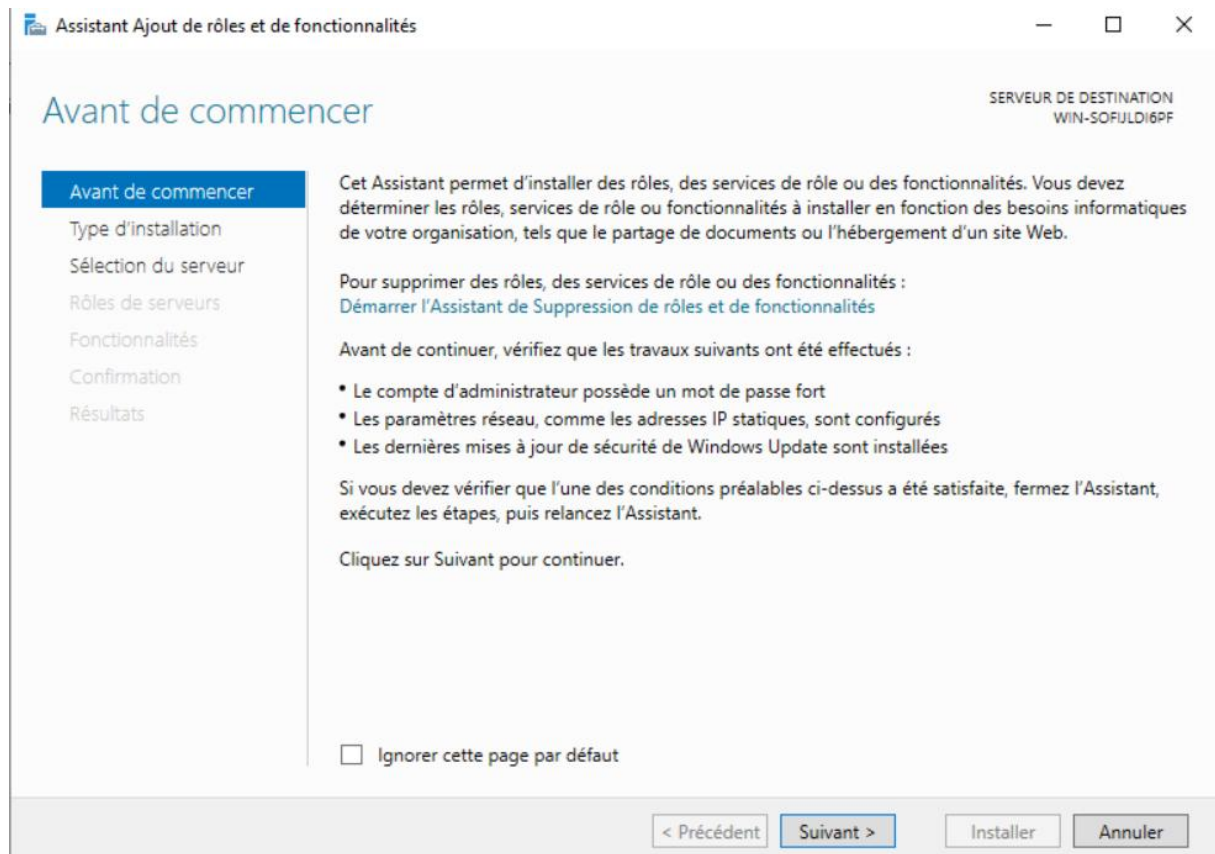 Assistant Ajout de rôles et de fonctionnalités
Avant de commencer
SERVEUR DE DESTINATION
WIN-SOFIJLDI6PF
Avant de commencer
Type d'installation
Sélection du serveur
Rôles de serveurs
Fonctionnalités
Confirmation
Résultats
Cet Assistant permet d'installer des rôles, des services de rôle ou des fonctionnalités. Vous devez
déterminer les rôles, services de rôle ou fonctionnalités à installer en fonction des besoins informatiques
de votre organisation, tels que le partage de documents ou l'hébergement d'un site Web.
Pour supprimer des rôles, des services de rôle ou des fonctionnalités :
Démarrer l'Assistant de Suppression de rôles et de fonctionnalités
Avant de continuer, vérifiez que les travaux suivants ont été effectués :
• Le compte d'administrateur possède un mot de passe fort
• Les paramètres réseau, comme les adresses IP statiques, sont configurés
• Les dernières mises à jour de sécurité de Windows Update sont installées
Si vous devez vérifier que l'une des conditions préalables ci-dessus a été satisfaite, fermez l'Assistant,
exécutez les étapes, puis relancez l'Assistant.
Cliquez sur Suivant pour continuer.
Ignorer cette page par défaut
< Précédent
Suivant >
Installer
Annuler